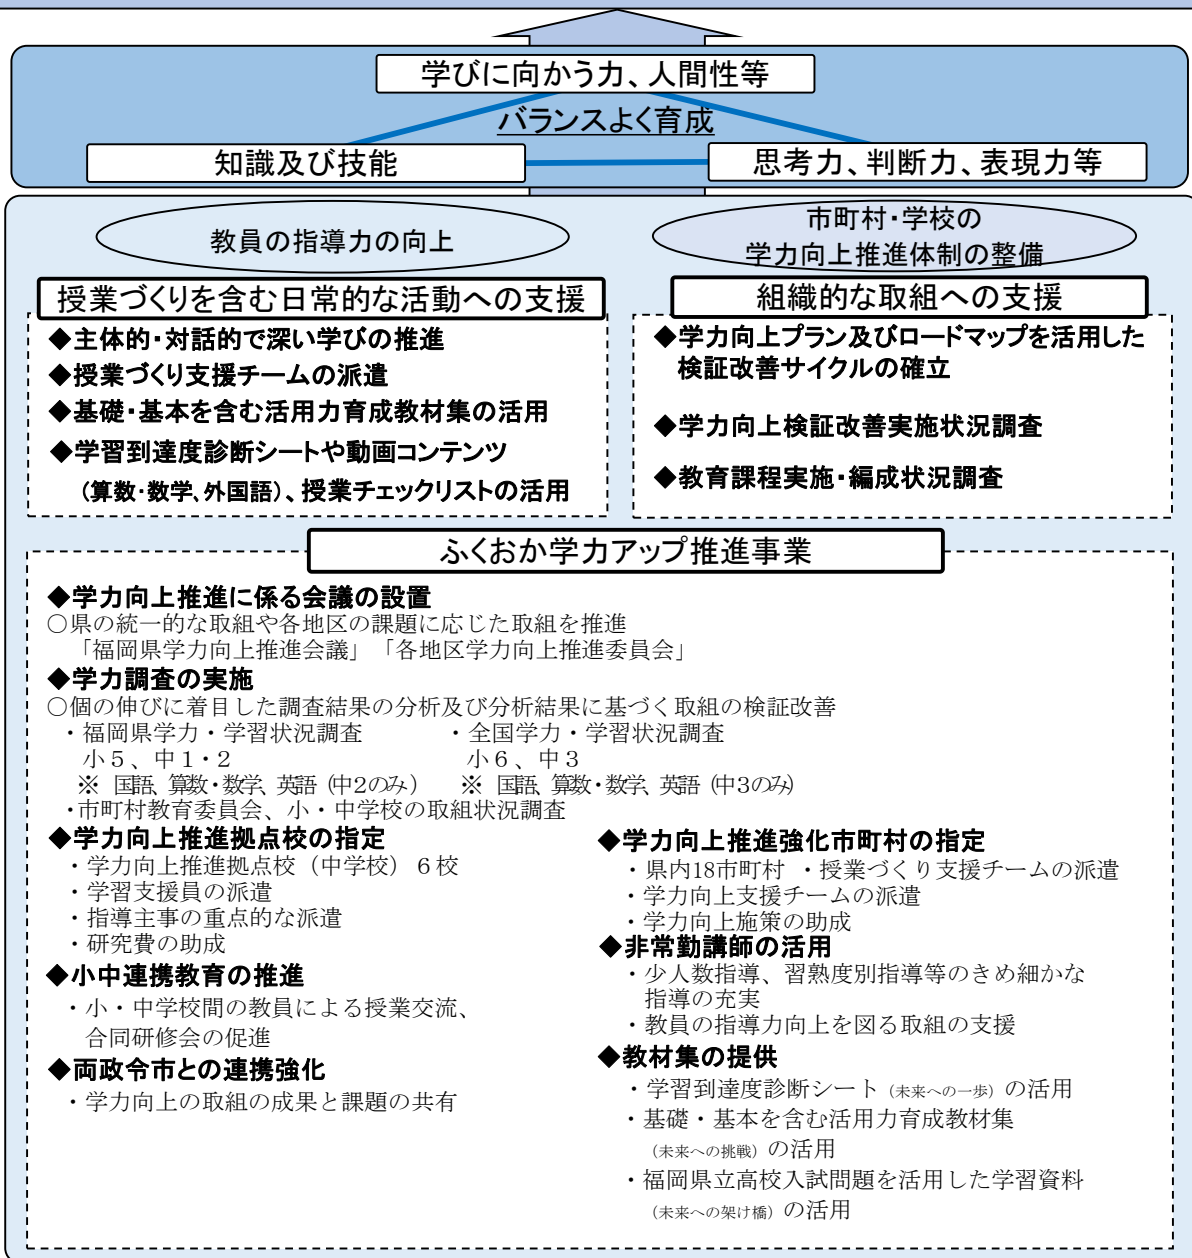 学びに向かう力、人間性等
バランスよく育成
知識及び技能
思考力、判断力、表現力等
教員の指導力の向上
授業づくりを含む日常的な活動への支援
◆主体的・対話的で深い学びの推進
◆授業づくり支援チームの派遣
◆基礎・基本を含む活用力育成教材集の活用
◆学習到達度診断シートや動画コンテンツ
(算数・数学、外国語)、授業チェックリストの活用
市町村・学校の
学力向上推進体制の整備
組織的な取組への支援
◆学力向上プラン及びロードマップを活用した
検証改善サイクルの確立
◆学力向上検証改善実施状況調査
◆教育課程実施・編成状況調査
ふくおか学力アップ推進事業
◆学力向上推進に係る会議の設置
○県の統一的な取組や各地区の課題に応じた取組を推進
「福岡県学力向上推進会議」「各地区学力向上推進委員会」
◆学力調査の実施
○個の伸びに着目した調査結果の分析及び分析結果に基づく取組の検証改善
・福岡県学力・学習状況調査 ・全国学力・学習状況調査
小５、中１・２ 小６、中３
※ 国語、算数・数学、英語（中2のみ） ※ 国語、算数・数学、英語（中3のみ）
・市町村教育委員会、小・中学校の取組状況調査
◆学力向上推進拠点校の指定
・学力向上推進拠点校（中学校）６校
・学習支援員の派遣
・指導主事の重点的な派遣
・研究費の助成
◆小中連携教育の推進
・小・中学校間の教員による授業交流、
合同研修会の促進
◆両政令市との連携強化
・学力向上の取組の成果と課題の共有
◆学力向上推進強化市町村の指定
・県内18市町村 ・授業づくり支援チームの派遣
・学力向上支援チームの派遣
・学力向上施策の助成
◆非常勤講師の活用
・少人数指導、習熟度別指導等のきめ細かな
指導の充実
・教員の指導力向上を図る取組の支援
◆教材集の提供
・学習到達度診断シート（未来への一歩）の活用
・基礎・基本を含む活用力育成教材集
（未来への挑戦）の活用
・福岡県立高校入試問題を活用した学習資料
（未来への架け橋）の活用